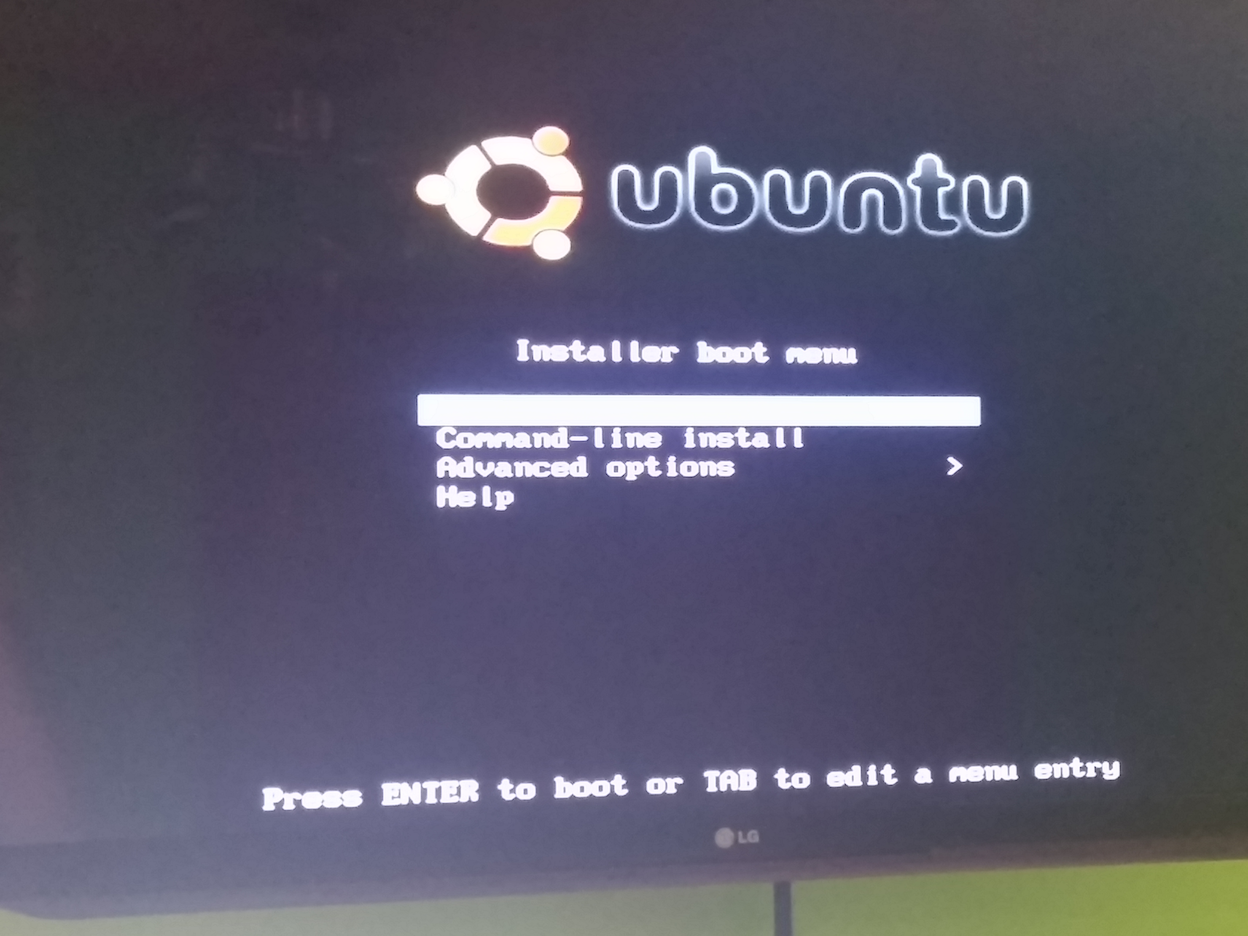 ubuntu
Installer boot menu
Command-line install
Advanced options >
Help
Press ENTER to boot or TAB to edit a menu entry
LG